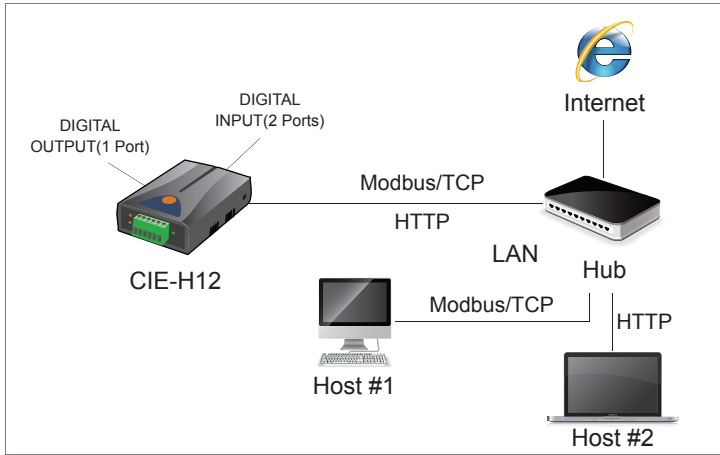 DIGITAL
INPUT(2 Ports)
DIGITAL
OUTPUT(1 Port)
Internet
Modbus/TCP
HTTP
LAN
CIE-H12
Hub
Modbus/TCP
HTTP
Host #1
Host #2